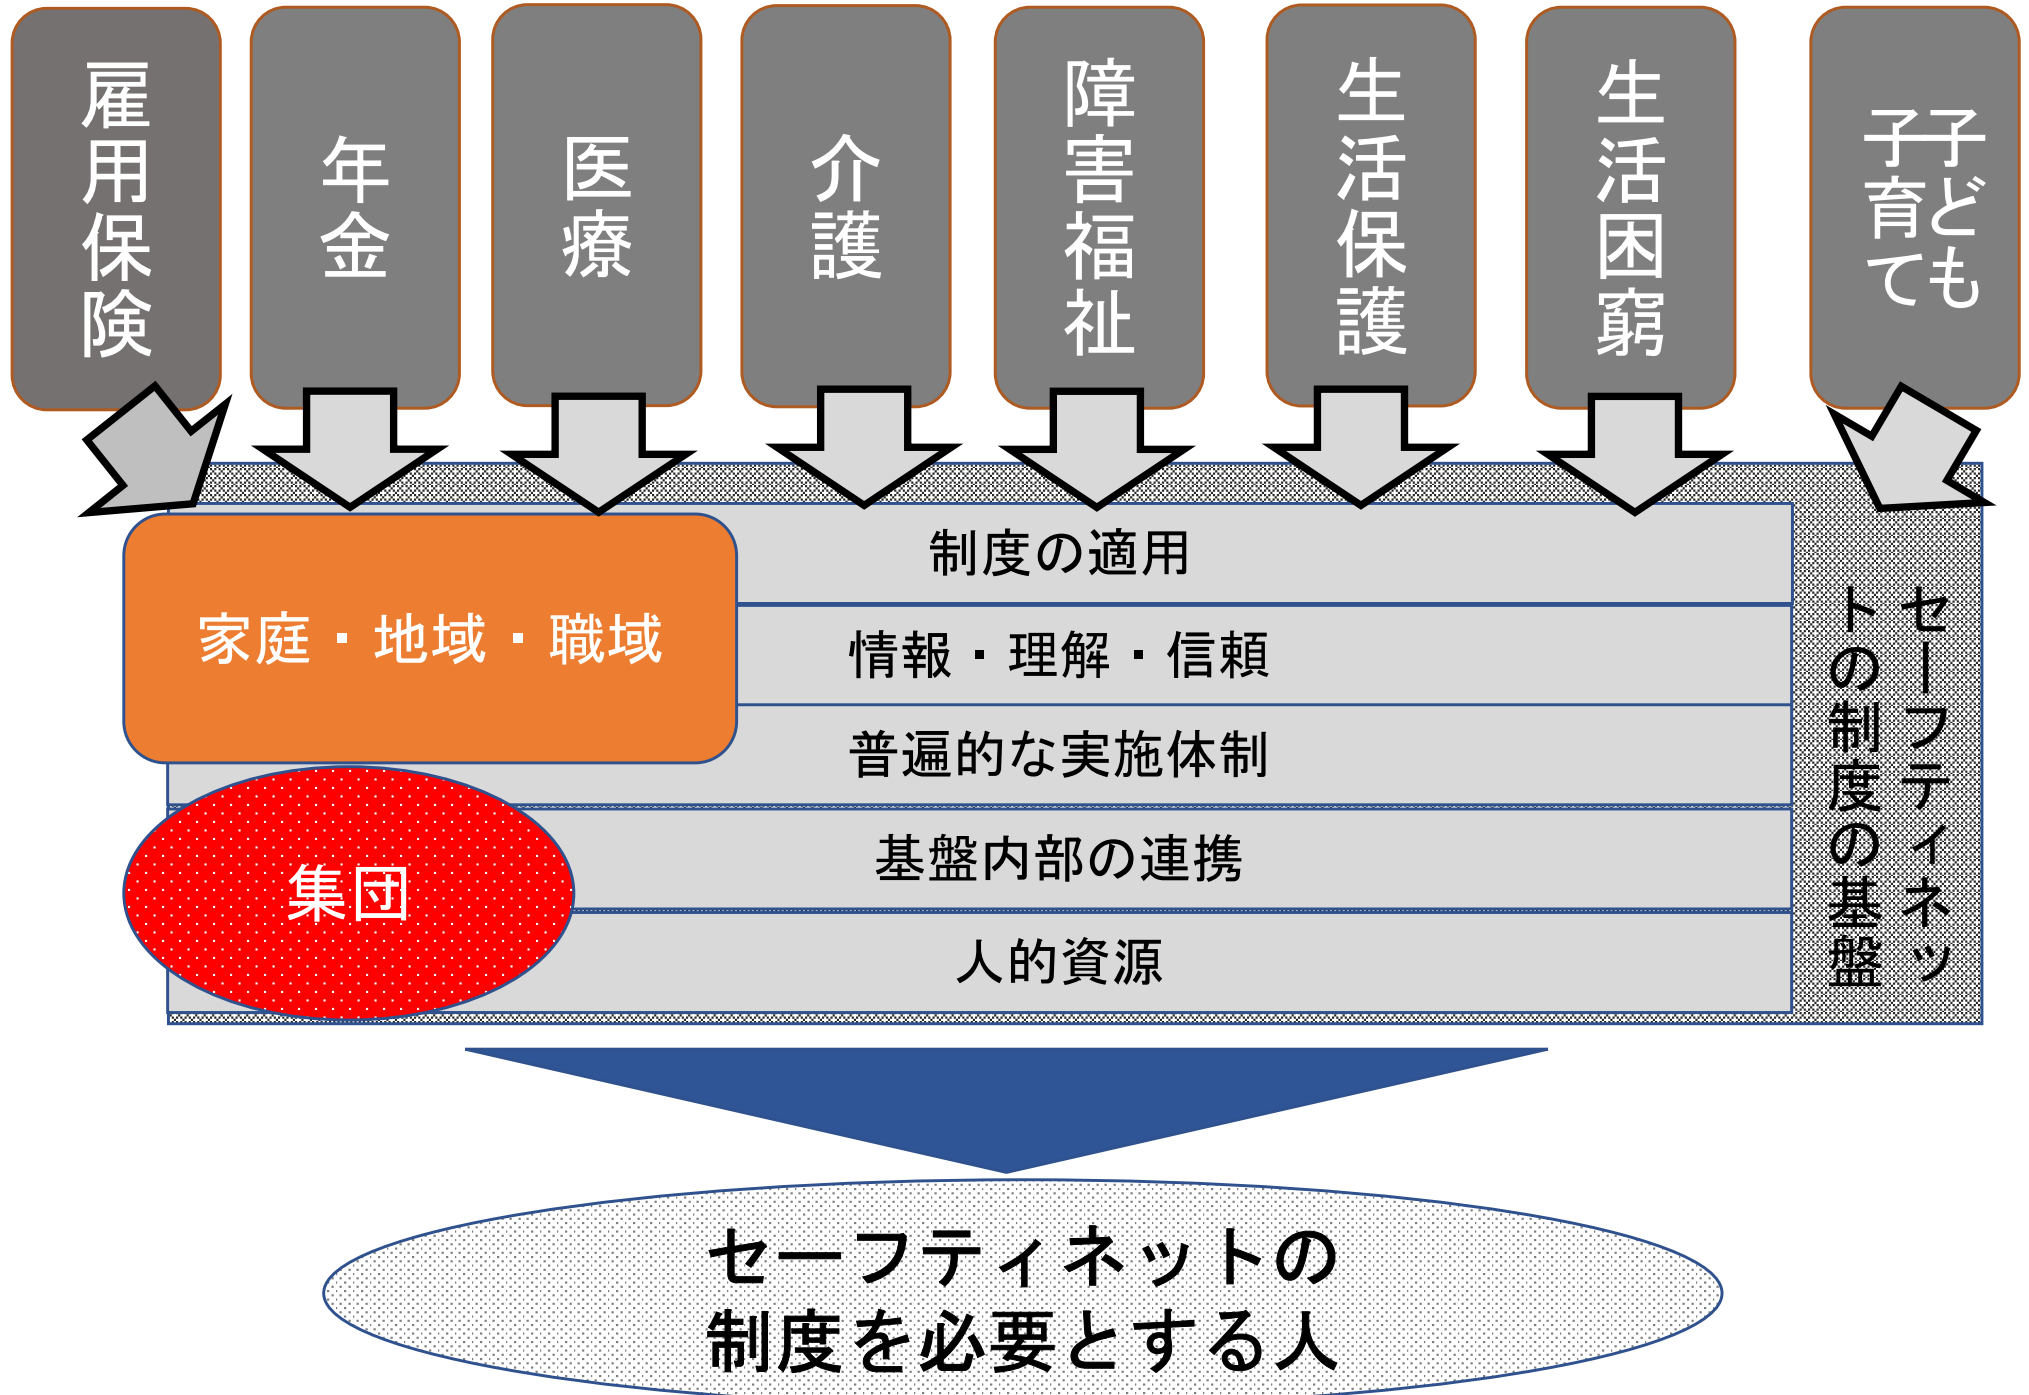 雇用保険
年金
医療
介護
障害福祉
生活保護
生活困窮
子ども
子育て
制度の適用
家庭・地域・職域
情報・理解・信頼
普遍的な実施体制
集団
基盤内部の連携
人的資源
セーフティネッ
トの制度の基盤
セーフティネットの
制度を必要とする人